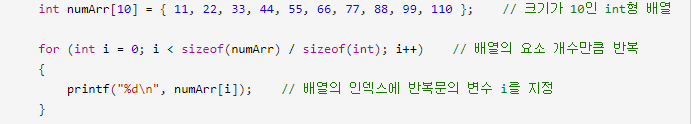 int numArr[10] = { 11, 22, 33, 44, 55, 66, 77, 88, 99, 110 };    // 크기가 10인 int형 배열
for (int i = 0; i < sizeof(numArr) / sizeof(int); i++)    // 배열의 요소 개수만큼 반복
{
printf("%d\n", numArr[i]);    // 배열의 인덱스에 반복문의 변수 i를 지정
}